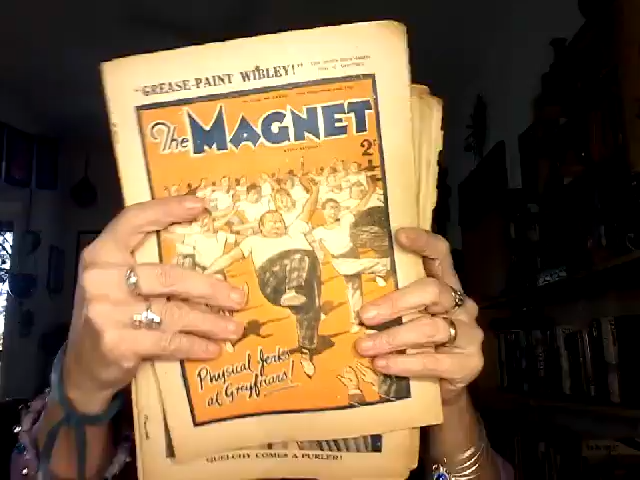 "GREASE-PAINT WIBLEY!"
The MAGNET
2D
Physical Jerks
at Greyfriars!
QUELCHY COMES A PURLER!